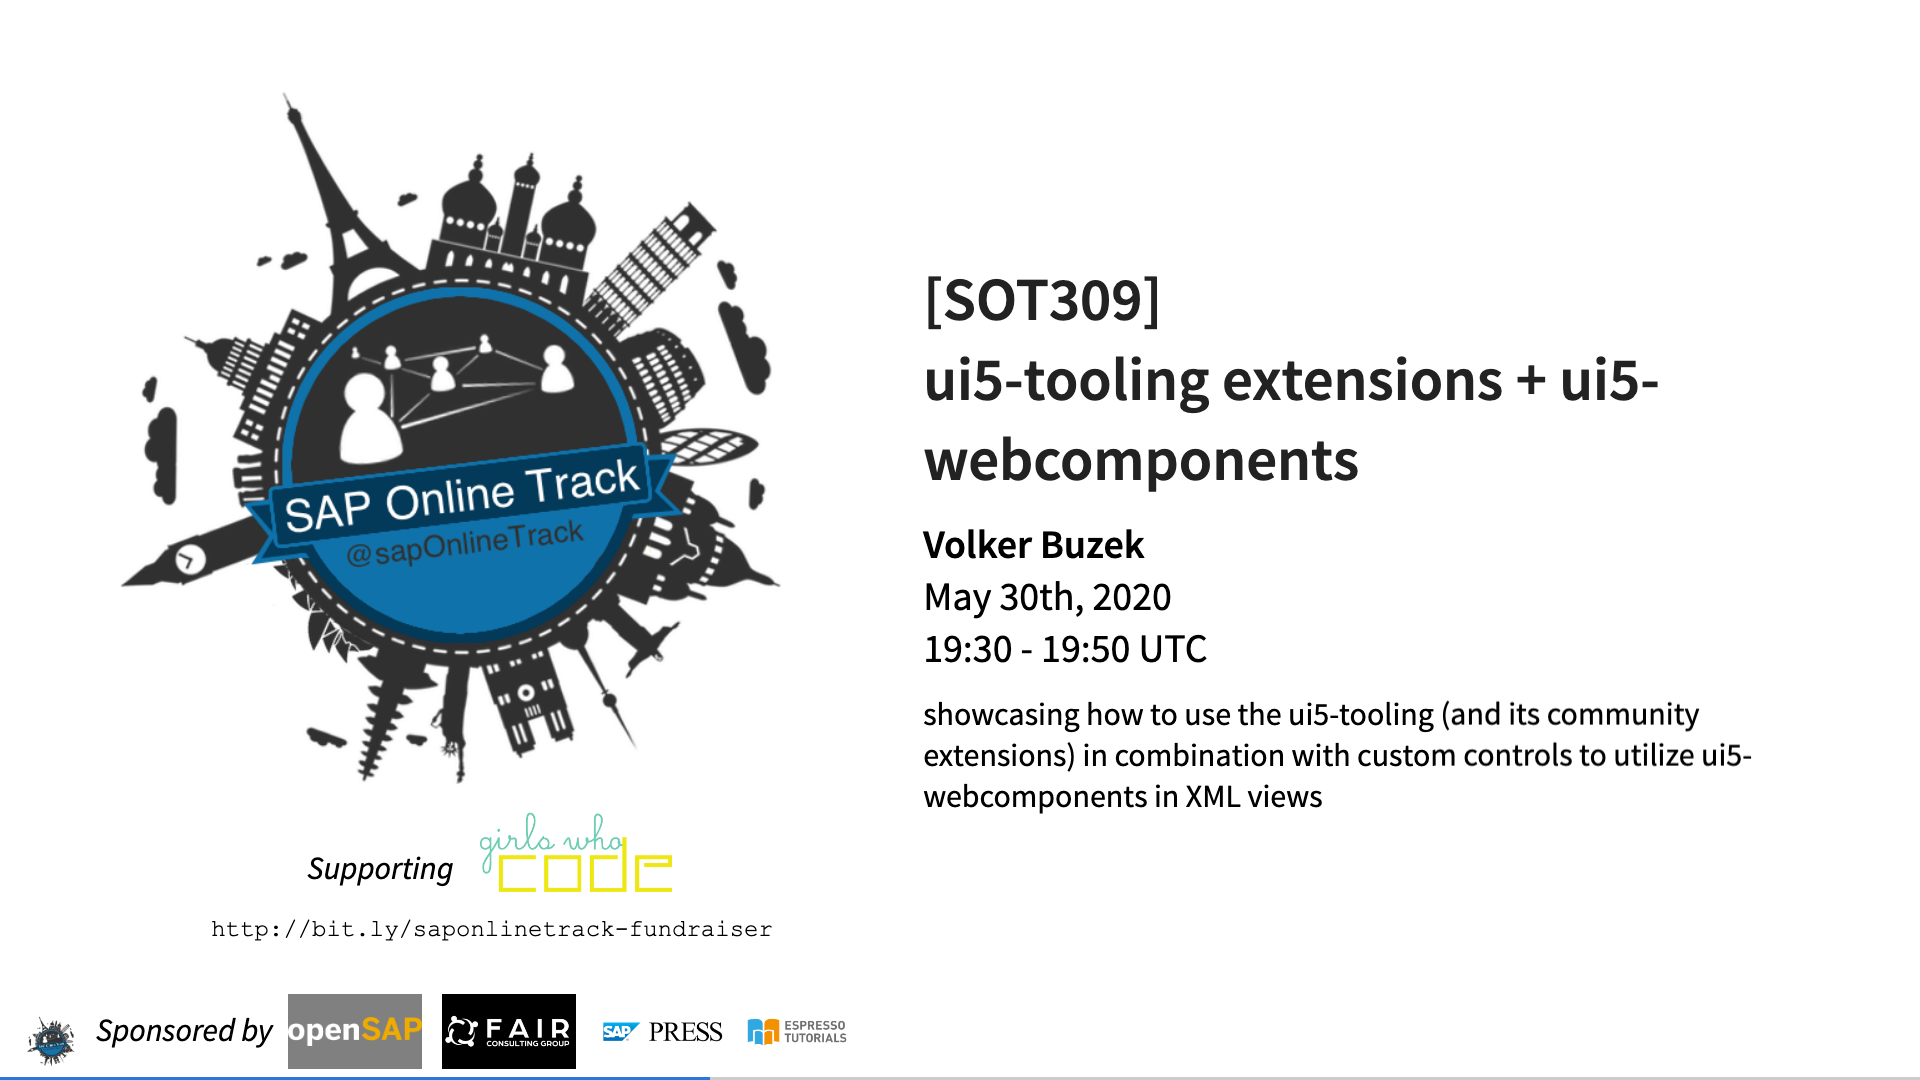 SAP Online Track
@sapOnlineTrack
Supporting
girls who
code
http://bit.ly/saponlinetrack-fundraiser
[SOT309]
ui5-tooling extensions + ui5-
webcomponents
Volker Buzek
May 30th, 2020
19:30 - 19:50 UTC
showcasing how to use the ui5-tooling (and its community
extensions) in combination with custom controls to utilize ui5-
webcomponents in XML views
Sponsored by
openSAP
FAIR
CONSULTING GROUP
SAP PRESS
ESPRESSO
TUTORIALS